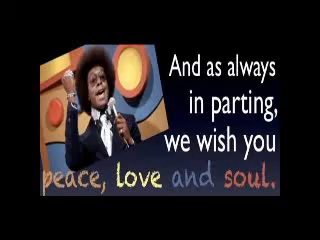 And as always
in parting,
we wish you
peace, love and soul.